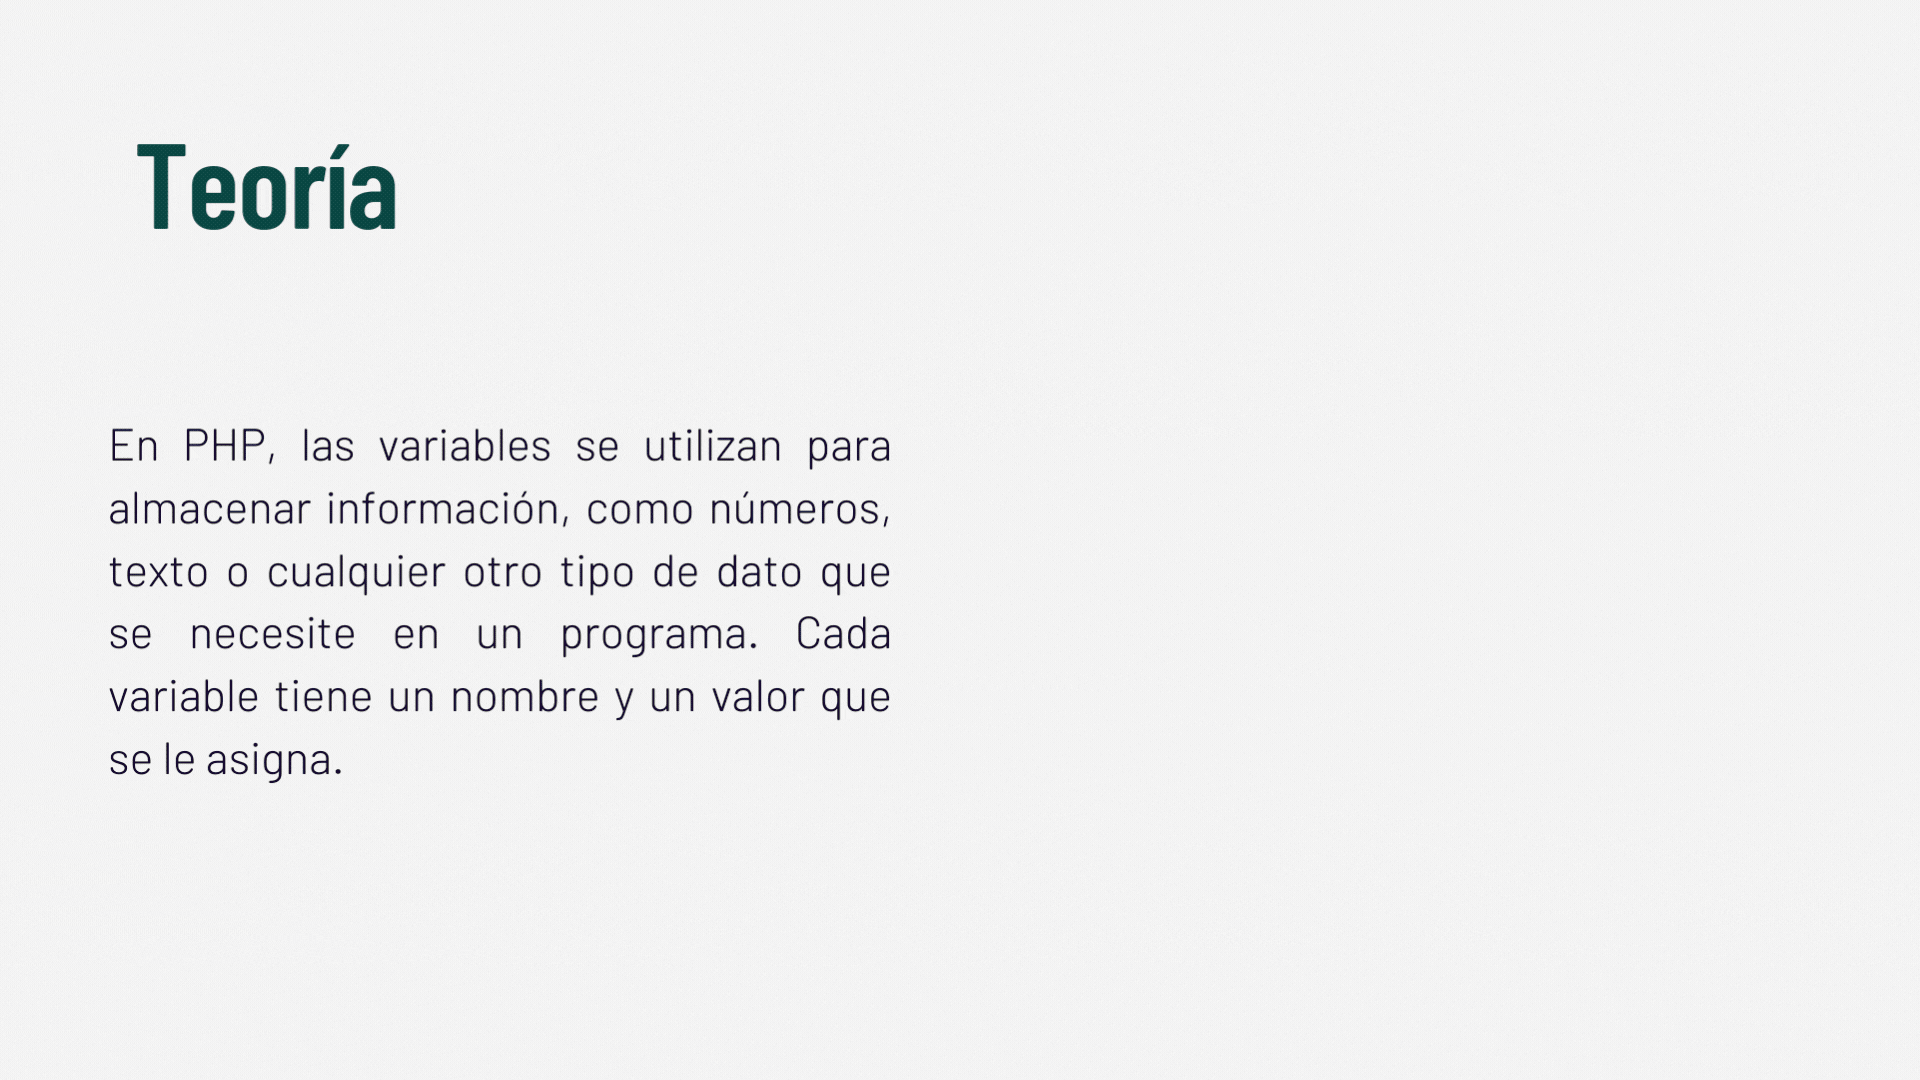 Teoría
En PHP, las variables se utilizan para
almacenar información, como números,
texto o cualquier otro tipo de dato que
se necesite en un programa. Cada
variable tiene un nombre y un valor que
se le asigna.